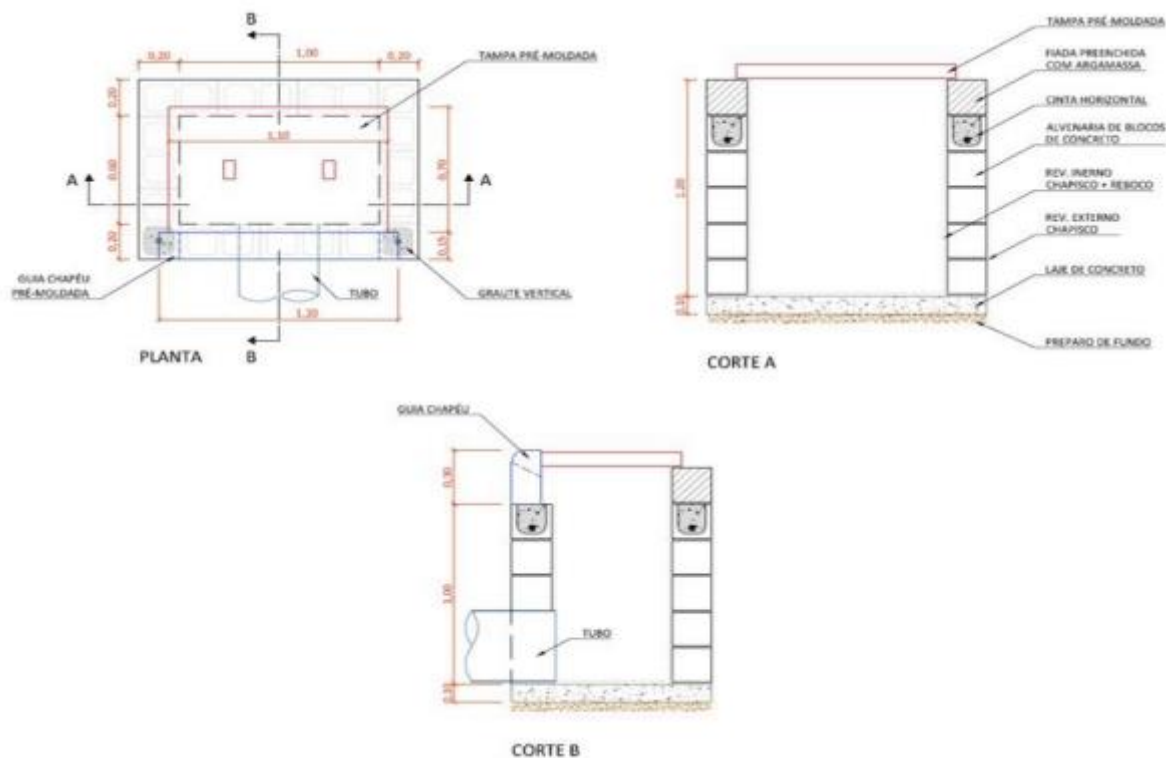 B
0,20
1,00
0,20
TAMPA PRÉ-MOLDADA
0,20
1,10
0,60
0,70
A
A
0,20
0,15
GUIA CHAPÉU
PRÉ-MOLDADA
TUBO
GRAUTE VERTICAL
1,20
PLANTA
B
TAMPA PRÉ-MOLDADA
FIADA PREENCHIDA
COM ARGAMASSA
CINTA HORIZONTAL
ALVENARIA DE BLOCOS
DE CONCRETO
1,20
REV. INERNO
CHAPISCO + REBOCO
REV. EXTERNO
CHAPISCO
LAJE DE CONCRETO
0,10
PREPARO DE FUNDO
CORTE A
GUIA CHAPÉU
0,30
1,00
TUBO
0,10
CORTE B